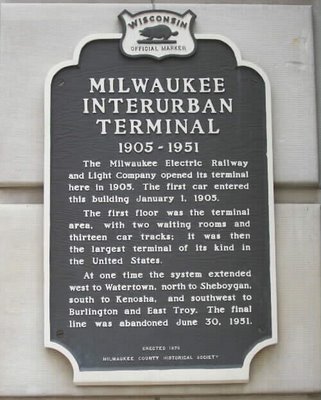 WISCONSIN
OFFICIAL MARKER
MILWAUKEE
INTERURBAN
TERMINAL
1905-1951
The Milwaukee Electric Railway
and Light Company opened its terminal
here in 1905. The first car entered
this building January 1, 1905.
The first floor was the terminal
area, with two waiting rooms and
thirteen car tracks; it was then
the largest terminal of its kind in
the United States.
At one time the system extended
west to Watertown, north to Sheboygan,
south to Kenosha, and southwest to
Burlington and East Troy. The final
line was abandoned June 30, 1951.
ERECTED
MILWAUKEE COUNTY HISTORICAL SOCIETY